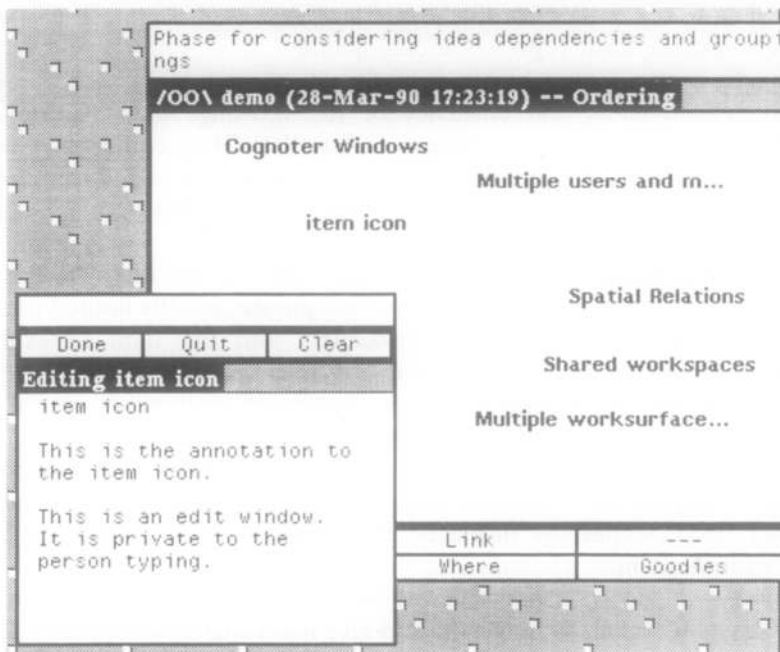 Phase for considering idea dependencies and groupi
ngs
/OO\ demo (28-Mar-90 17:23:19) -- Ordering
Cognoter Windows
Multiple users and m...
item icon
Spatial Relations
Shared workspaces
Multiple worksurface...
Link ---
Where Goodies
Done Quit Clear
Editing item icon
item icon
This is the annotation to
the item icon.
This is an edit window.
It is private to the
person typing.